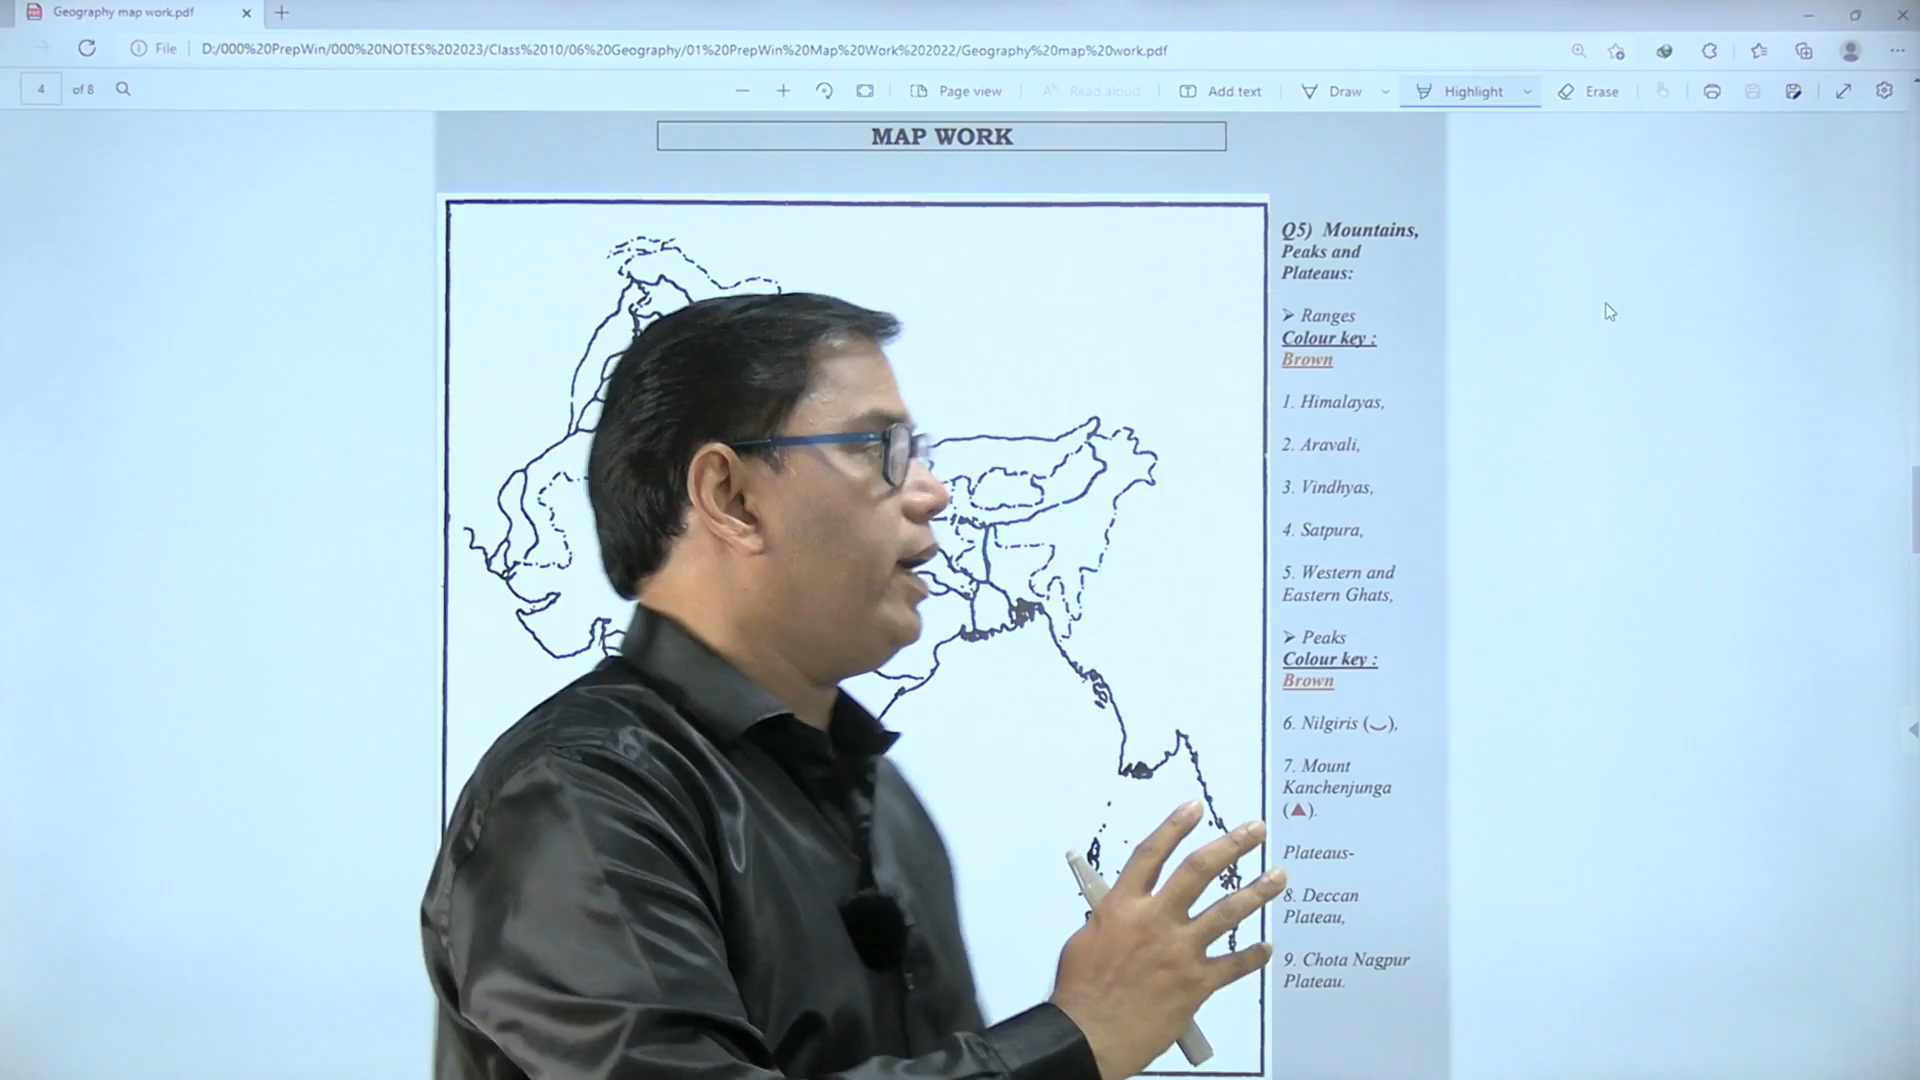 Geography map work.pdf
File
D:/000%20PrepWin/000%20NOTES%202023/Class%2010/06%20Geography/01%20PrepWin%20Map%20Work%202022/Geography%20map%20work.pdf
4 of 8
Page view
Read aloud
Add text
Draw
Highlight
Erase
MAP WORK
Q5) Mountains,
Peaks and
Plateaus:
➢ Ranges
Colour key :
Brown
1. Himalayas,
2. Aravali,
3. Vindhyas,
4. Satpura,
5. Western and
Eastern Ghats,
➢ Peaks
Colour key :
Brown
6. Nilgiris (⌣),
7. Mount
Kanchenjunga
(▲).
Plateaus-
8. Deccan
Plateau,
9. Chota Nagpur
Plateau.